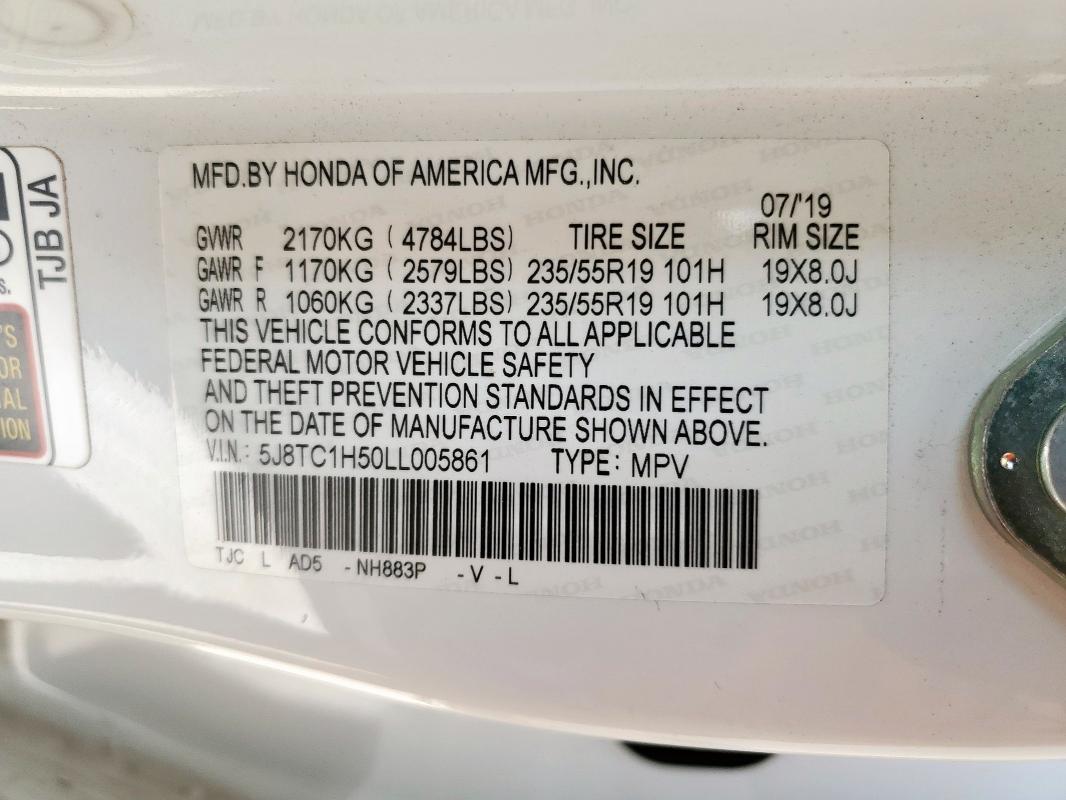 MFD.BY HONDA OF AMERICA MFG.,INC.
07/'19
GVWR 2170KG ( 4784LBS) TIRE SIZE RIM SIZE
GAWR F 1170KG ( 2579LBS) 235/55R19 101H 19X8.0J
GAWR R 1060KG ( 2337LBS) 235/55R19 101H 19X8.0J
THIS VEHICLE CONFORMS TO ALL APPLICABLE
FEDERAL MOTOR VEHICLE SAFETY
AND THEFT PREVENTION STANDARDS IN EFFECT
ON THE DATE OF MANUFACTURE SHOWN ABOVE.
V.I.N.: 5J8TC1H50LL005861 TYPE: MPV
TJC L AD5 -NH883P -V -L
TJB JA